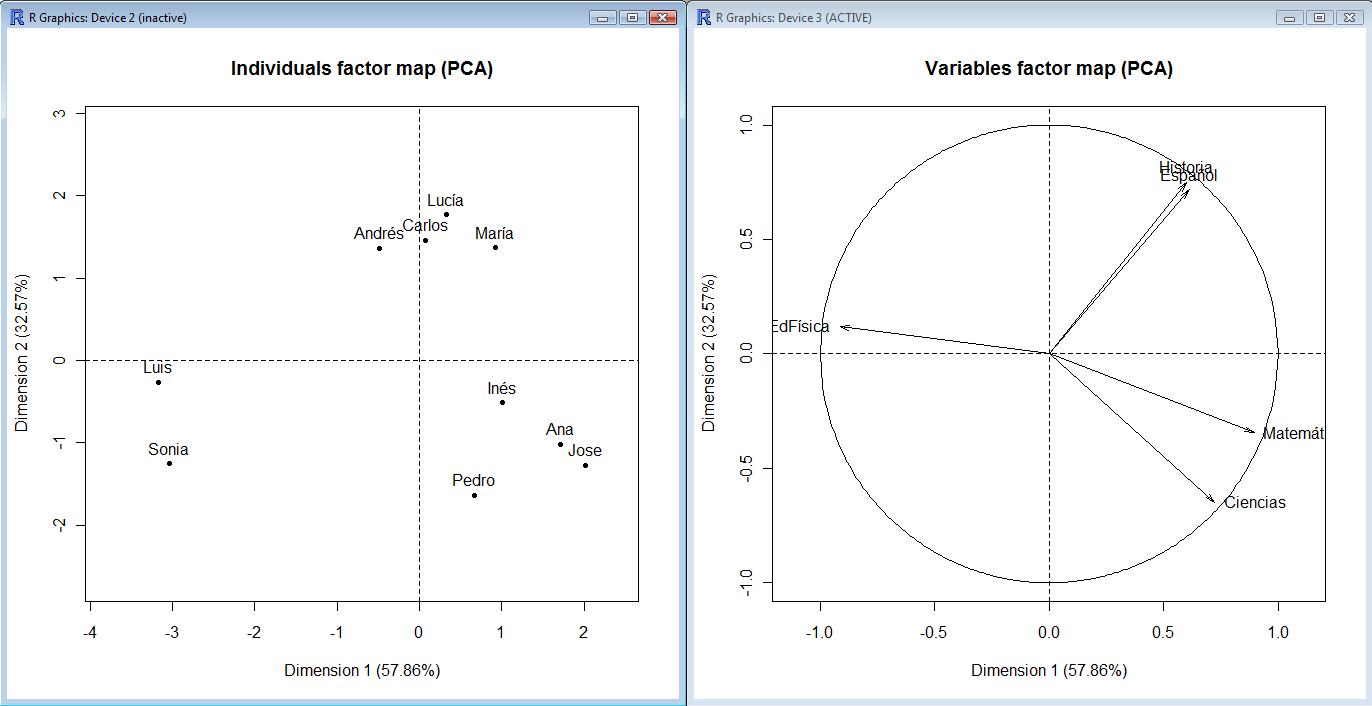 R Graphics: Device 2 (inactive)
Individuals factor map (PCA)
3
2
1
0
-1
-2
Dimension 2 (32.57%)
Lucía
Carlos
Andrés
María
Luis
Inés
Ana
Sonia
Jose
Pedro
-4 -3 -2 -1 0 1 2
Dimension 1 (57.86%)
R Graphics: Device 3 (ACTIVE)
Variables factor map (PCA)
1.0
0.5
0.0
-0.5
-1.0
Dimension 2 (32.57%)
Historia
Español
EdFísica
Matemát
Ciencias
-1.0 -0.5 0.0 0.5 1.0
Dimension 1 (57.86%)